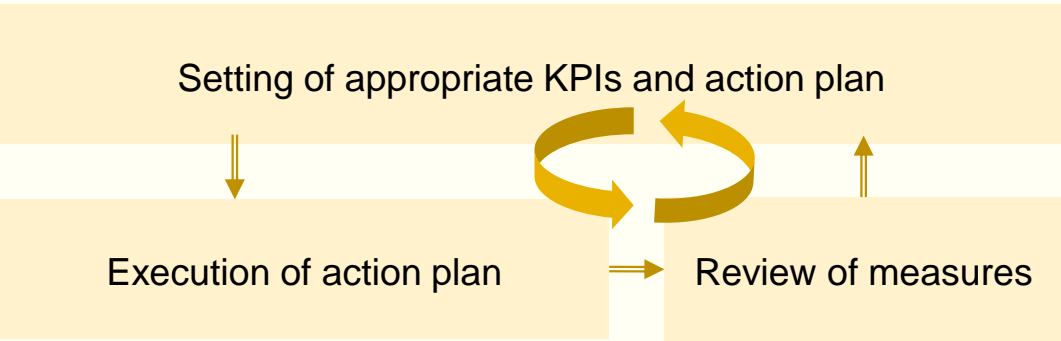 Setting of appropriate KPIs and action plan
Execution of action plan
Review of measures